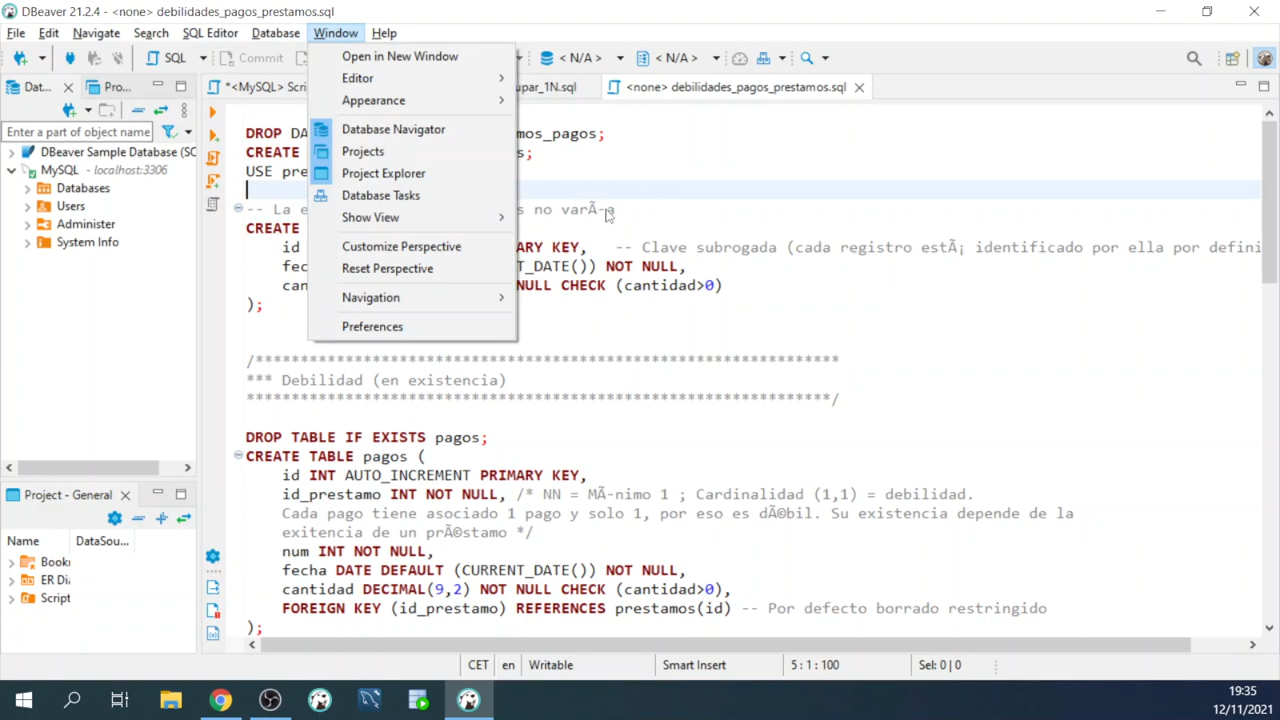 DBeaver 21.2.4 - <none> debilidades_pagos_prestamos.sql
File Edit Navigate Search SQL Editor Database Window Help
SQL Commit < N/A > < N/A >
Dat... Pro... *<MySQL> Scri upar_1N.sql <none> debilidades_pagos_prestamos.sql
Open in New Window
Editor
Appearance
Database Navigator
Projects
Project Explorer
Database Tasks
Show View
Customize Perspective
Reset Perspective
Navigation
Preferences
Enter a part of object name
DBeaver Sample Database (SC
MySQL - localhost:3306
Databases
Users
Administer
System Info
Project - General
Name DataSou...
Bookı
ER Di
Script
DROP DA mos_pagos;
CREATE s;
USE pre
-- La e s no varÃ-a
CREATE
id ARY KEY, -- Clave subrogada (cada registro estÃ¡ identificado por ella por defini
fec T_DATE()) NOT NULL,
can NULL CHECK (cantidad>0)
);
/*****************************************************************
*** Debilidad (en existencia)
*****************************************************************/
DROP TABLE IF EXISTS pagos;
CREATE TABLE pagos (
id INT AUTO_INCREMENT PRIMARY KEY,
id_prestamo INT NOT NULL, /* NN = MÃ-nimo 1 ; Cardinalidad (1,1) = debilidad.
Cada pago tiene asociado 1 pago y solo 1, por eso es dÃ©bil. Su existencia depende de la
exitencia de un prÃ©stamo */
num INT NOT NULL,
fecha DATE DEFAULT (CURRENT_DATE()) NOT NULL,
cantidad DECIMAL(9,2) NOT NULL CHECK (cantidad>0),
FOREIGN KEY (id_prestamo) REFERENCES prestamos(id) -- Por defecto borrado restringido
);
CET en Writable Smart Insert 5 : 1 : 100 Sel: 0 | 0
19:35
12/11/2021